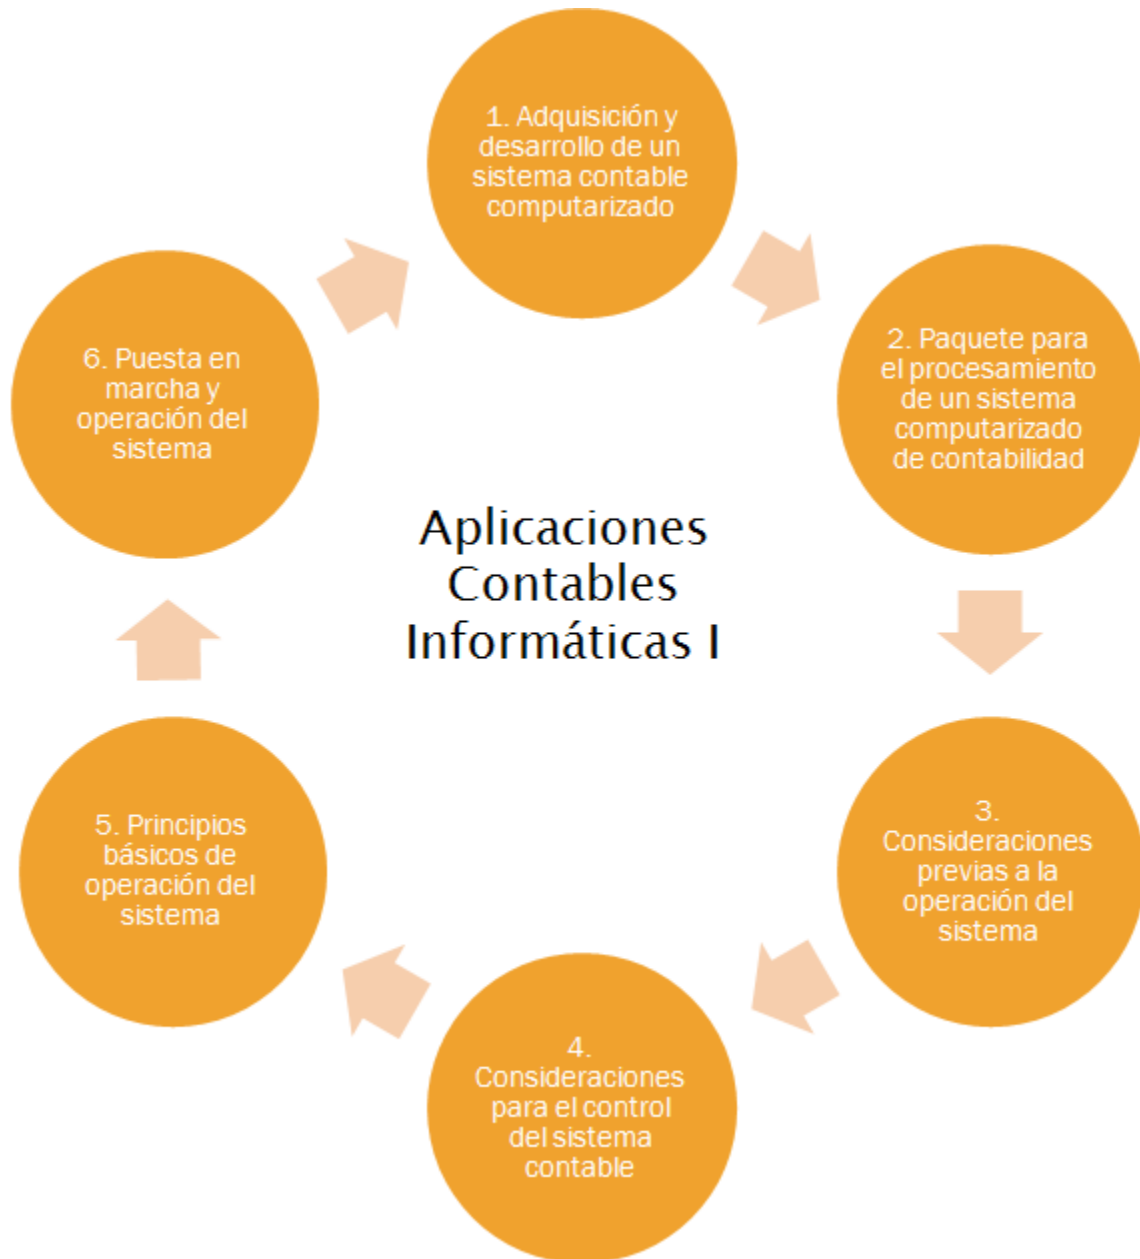 1. Adquisición y
desarrollo de un
sistema contable
computarizado
2. Paquete para
el procesamiento
de un sistema
computarizado
de contabilidad
3.
Consideraciones
previas a la
operación del
sistema
4.
Consideraciones
para el control
del sistema
contable
5. Principios
básicos de
operación del
sistema
6. Puesta en
marcha y
operación del
sistema
Aplicaciones
Contables
Informáticas I